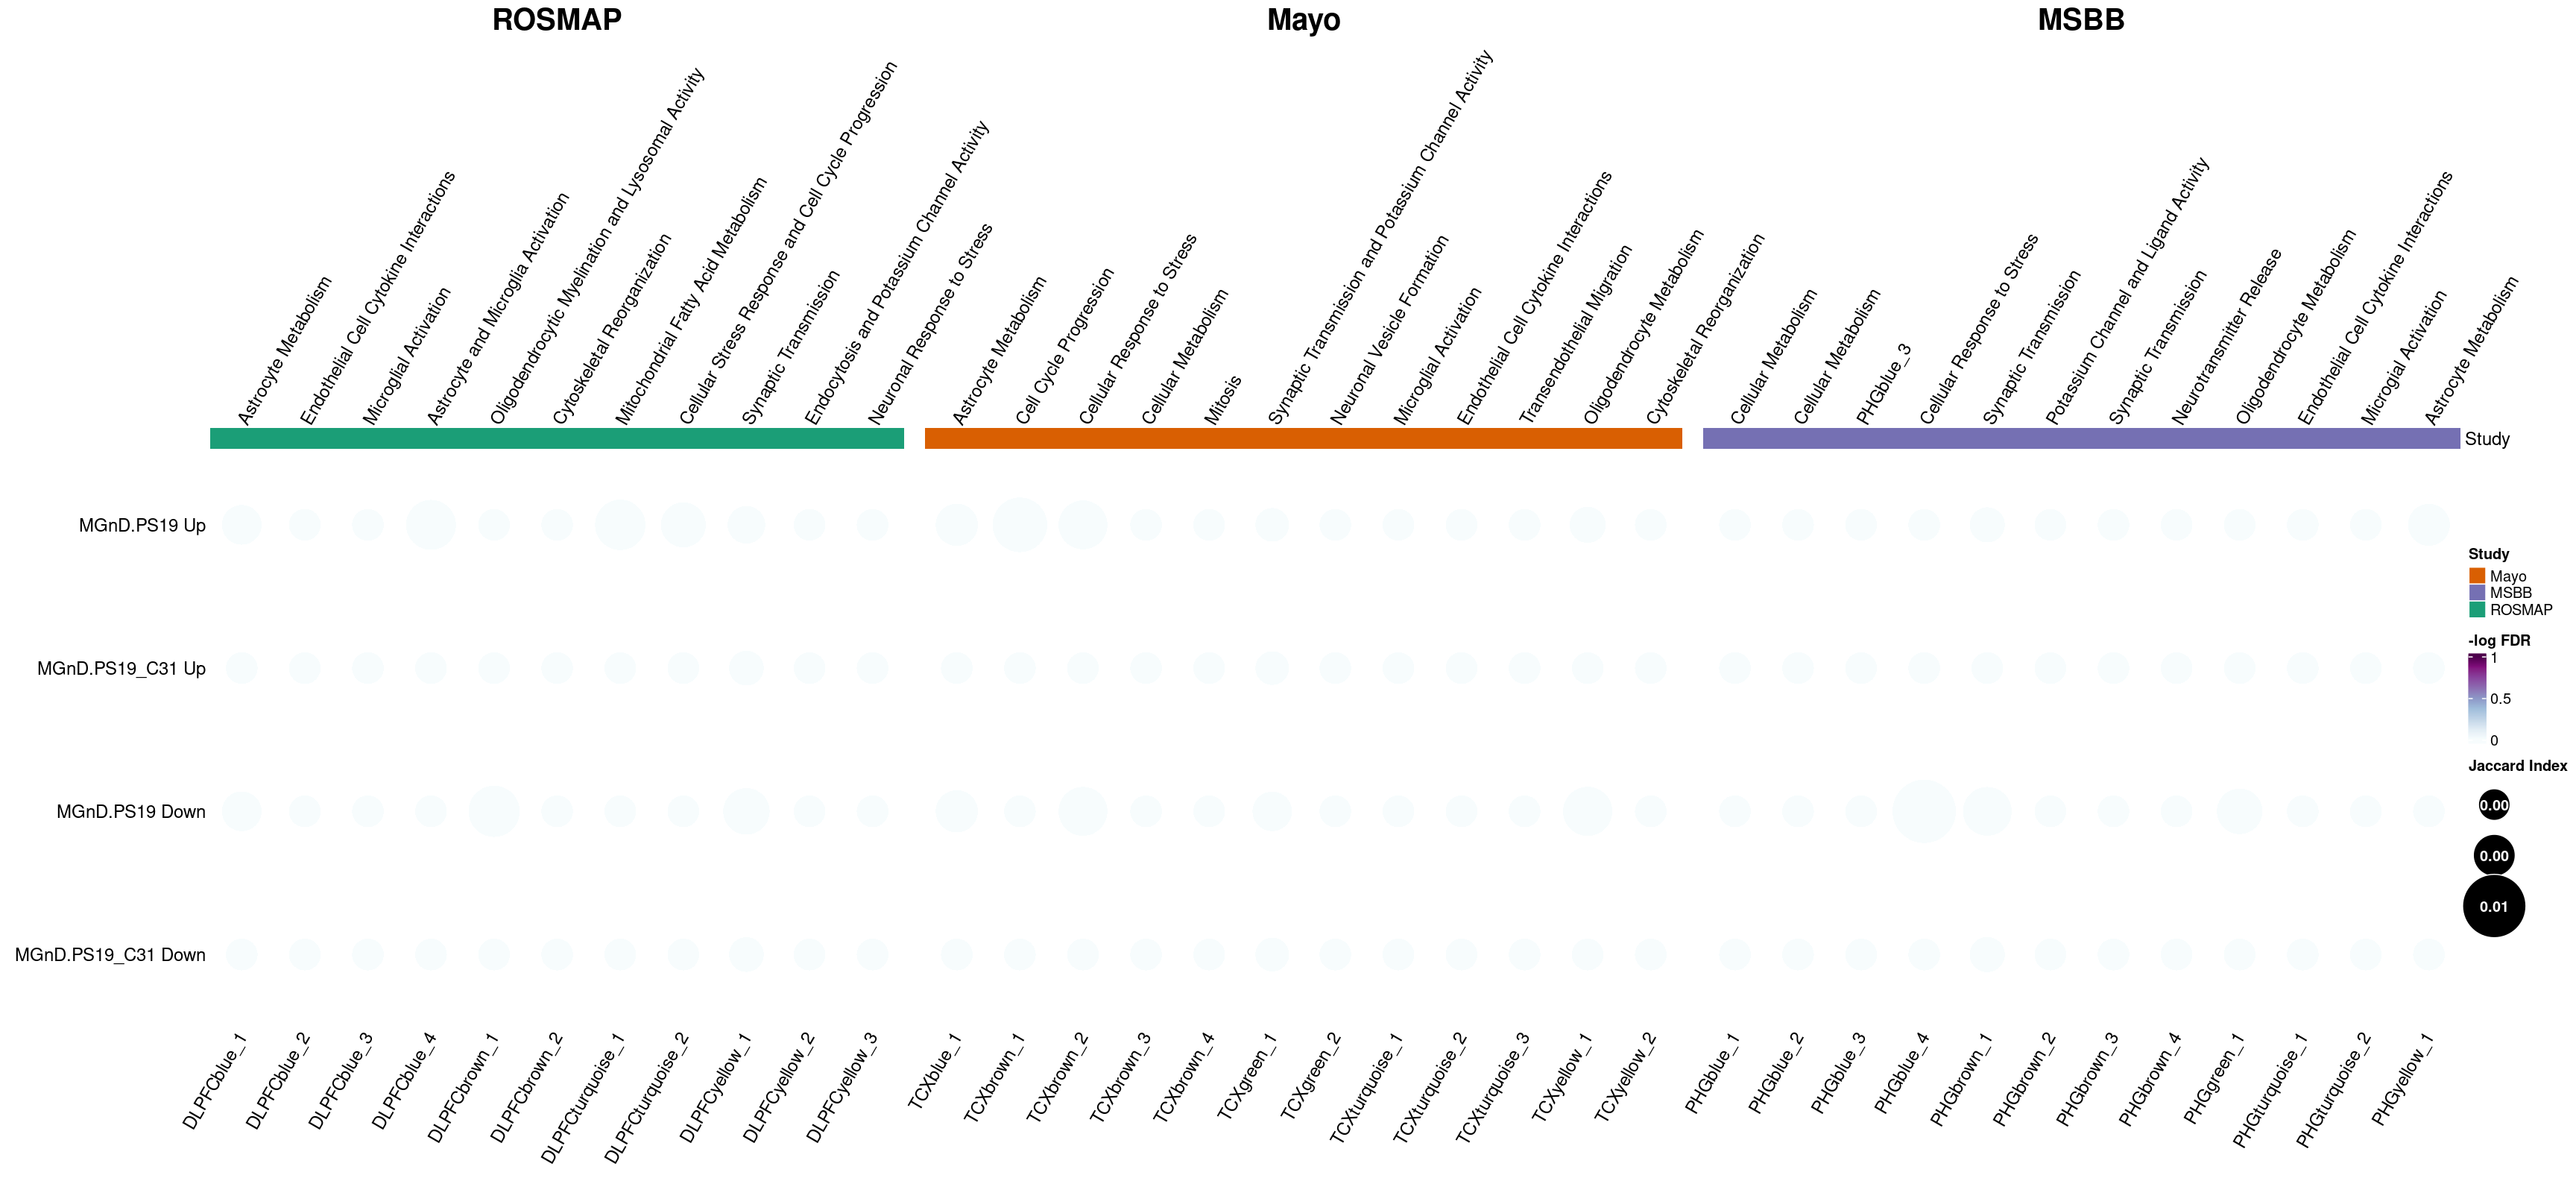 ROSMAP
Mayo
MSBB
Astrocyte Metabolism
Endothelial Cell Cytokine Interactions
Microglial Activation
Astrocyte and Microglia Activation
Oligodendrocytic Myelination and Lysosomal Activity
Cytoskeletal Reorganization
Mitochondrial Fatty Acid Metabolism
Cellular Stress Response and Cell Cycle Progression
Synaptic Transmission
Endocytosis and Potassium Channel Activity
Neuronal Response to Stress
Astrocyte Metabolism
Cell Cycle Progression
Cellular Response to Stress
Cellular Metabolism
Mitosis
Synaptic Transmission and Potassium Channel Activity
Neuronal Vesicle Formation
Microglial Activation
Endothelial Cell Cytokine Interactions
Transendothelial Migration
Oligodendrocyte Metabolism
Cytoskeletal Reorganization
Cellular Metabolism
Cellular Metabolism
PHGblue_3
Cellular Response to Stress
Synaptic Transmission
Potassium Channel and Ligand Activity
Synaptic Transmission
Neurotransmitter Release
Oligodendrocyte Metabolism
Endothelial Cell Cytokine Interactions
Microgial Activation
Astrocyte Metabolism
Study
MGnD.PS19 Up
MGnD.PS19_C31 Up
MGnD.PS19 Down
MGnD.PS19_C31 Down
Study
Mayo
MSBB
ROSMAP
-log FDR
1
0.5
0
Jaccard Index
0.00
0.00
0.01
DLPFCblue_1
DLPFCblue_2
DLPFCblue_3
DLPFCblue_4
DLPFCbrown_1
DLPFCbrown_2
DLPFCturquoise_1
DLPFCturquoise_2
DLPFCyellow_1
DLPFCyellow_2
DLPFCyellow_3
TCXblue_1
TCXbrown_1
TCXbrown_2
TCXbrown_3
TCXbrown_4
TCXgreen_1
TCXgreen_2
TCXturquoise_1
TCXturquoise_2
TCXturquoise_3
TCXyellow_1
TCXyellow_2
PHGblue_1
PHGblue_2
PHGblue_3
PHGblue_4
PHGbrown_1
PHGbrown_2
PHGbrown_3
PHGbrown_4
PHGgreen_1
PHGturquoise_1
PHGturquoise_2
PHGyellow_1